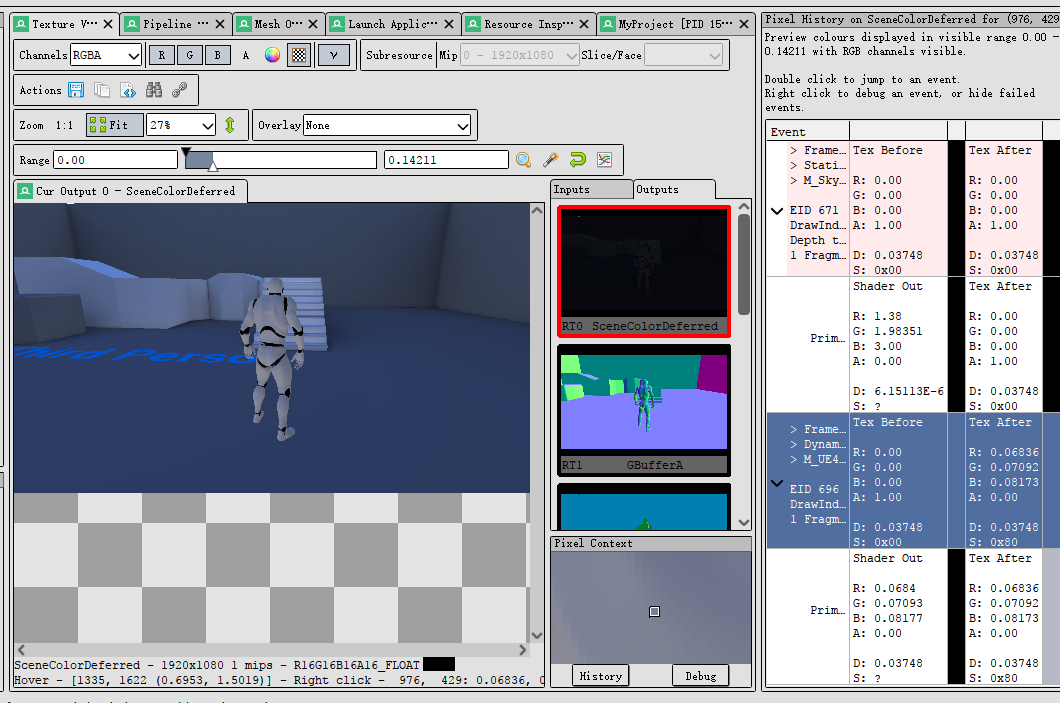 Texture V···
Pipeline ···
Mesh O···
Launch Applic···
Resource Insp···
MyProject [PID 15···
Channels RGBA R G B A γ Subresource Mip 0 - 1920x1080 Slice/Face
Actions
Zoom 1:1 Fit 27% Overlay None
Range 0.00 0.14211
Cur Output 0 - SceneColorDeferred
Third Perso
SceneColorDeferred - 1920x1080 1 mips - R16G16B16A16_FLOAT
Hover - [1335, 1622 (0.6953, 1.5019)] - Right click - 976, 429: 0.06836, 0
Inputs Outputs
RT0 SceneColorDeferred
RT1 GBufferA
Pixel Context
History Debug
Pixel History on SceneColorDeferred for (976, 429
Preview colours displayed in visible range 0.00 -
0.14211 with RGB channels visible.
Double click to jump to an event.
Right click to debug an event, or hide failed
events.
Event
> Frame… Tex Before Tex After
> Stati…
> M_Sky… R: 0.00 R: 0.00
G: 0.00 G: 0.00
EID 671 B: 0.00 B: 0.00
DrawInd… A: 1.00 A: 1.00
Depth t…
1 Fragm… D: 0.03748 D: 0.03748
S: 0x00 S: 0x00
Shader Out Tex After
R: 1.38 R: 0.00
G: 1.98351 G: 0.00
Prim… B: 3.00 B: 0.00
A: 0.00 A: 1.00
D: 6.15113E-6 D: 0.03748
S: ? S: 0x00
> Frame… Tex Before Tex After
> Dynam…
> M_UE4… R: 0.00 R: 0.06836
G: 0.00 G: 0.07092
EID 696 B: 0.00 B: 0.08173
DrawInd… A: 1.00 A: 0.00
1 Fragm…
D: 0.03748 D: 0.03748
S: 0x00 S: 0x80
Shader Out Tex After
R: 0.0684 R: 0.06836
G: 0.07093 G: 0.07092
Prim… B: 0.08177 B: 0.08173
A: 0.00 A: 0.00
D: 0.03748 D: 0.03748
S: ? S: 0x80